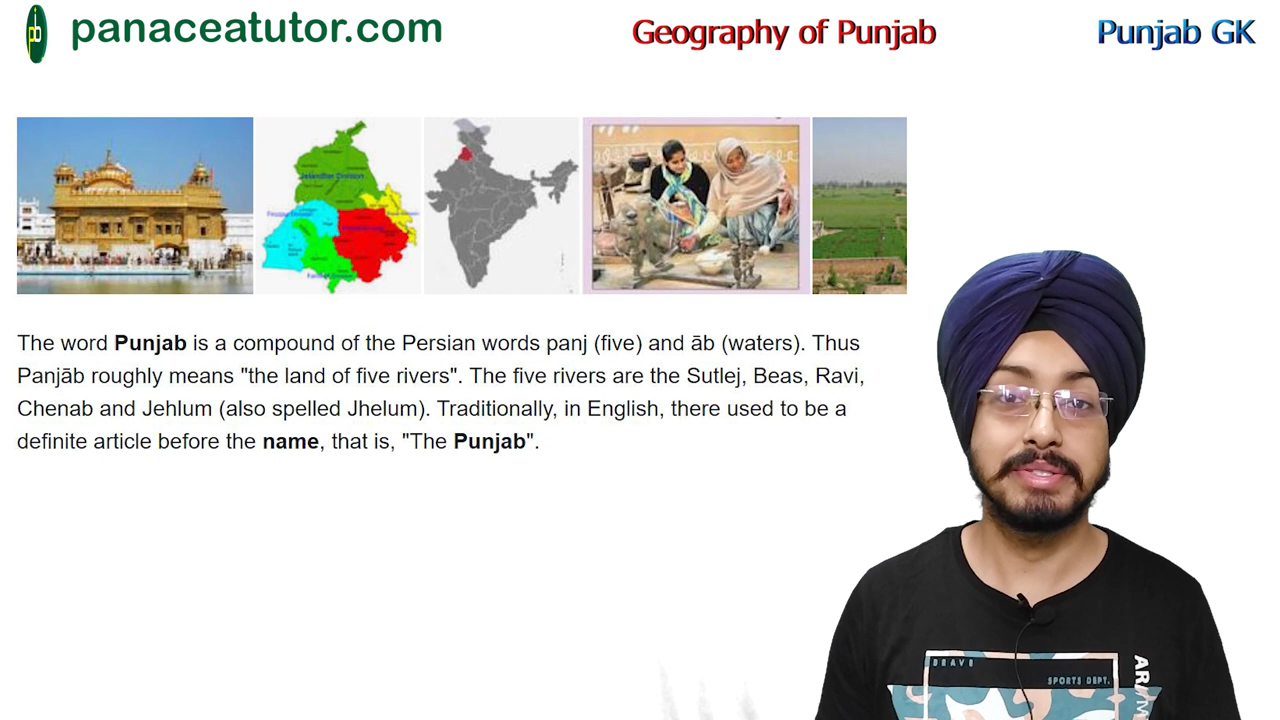 panaceatutor.com
Geography of Punjab
Punjab GK
Jalandhar Division
The word Punjab is a compound of the Persian words panj (five) and āb (waters). Thus
Panjāb roughly means "the land of five rivers". The five rivers are the Sutlej, Beas, Ravi,
Chenab and Jehlum (also spelled Jhelum). Traditionally, in English, there used to be a
definite article before the name, that is, "The Punjab".
BRAVE
SPORTS DEPT.